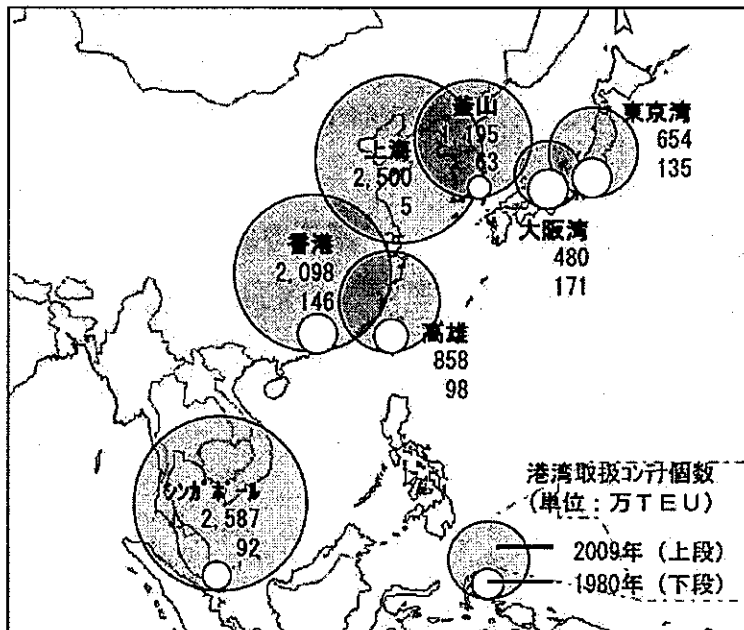 釜山
1,195
63
東京湾
654
135
上海
2,500
5
大阪湾
480
171
香港
2,098
146
高雄
858
98
シンガポール
2,587
92
港湾取扱コンテナ個数
(単位：万TEU)
2009年 (上段)
1980年 (下段)